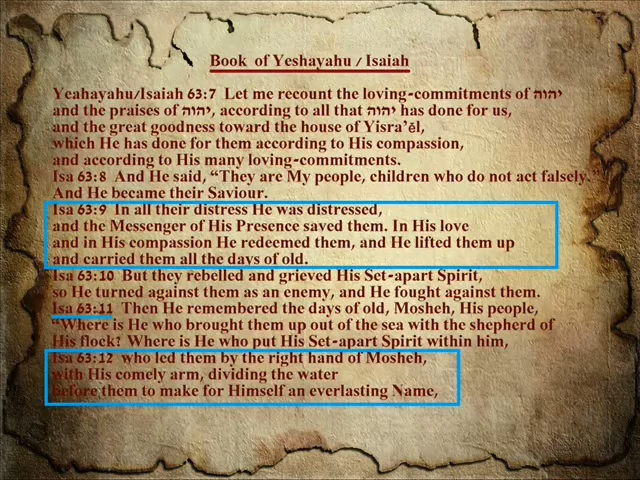 Book of Yeshayahu / Isaiah
Yeahayahu/Isaiah 63:7 Let me recount the loving-commitments of יהוה
and the praises of יהוה, according to all that יהוה has done for us,
and the great goodness toward the house of Yisra’ĕl,
which He has done for them according to His compassion,
and according to His many loving-commitments.
Isa 63:8 And He said, “They are My people, children who do not act falsely.”
And He became their Saviour.
Isa 63:9 In all their distress He was distressed,
and the Messenger of His Presence saved them. In His love
and in His compassion He redeemed them, and He lifted them up
and carried them all the days of old.
Isa 63:10 But they rebelled and grieved His Set-apart Spirit,
so He turned against them as an enemy, and He fought against them.
Isa 63:11 Then He remembered the days of old, Mosheh, His people,
“Where is He who brought them up out of the sea with the shepherd of
His flock? Where is He who put His Set-apart Spirit within him,
Isa 63:12 who led them by the right hand of Mosheh,
with His comely arm, dividing the water
before them to make for Himself an everlasting Name,